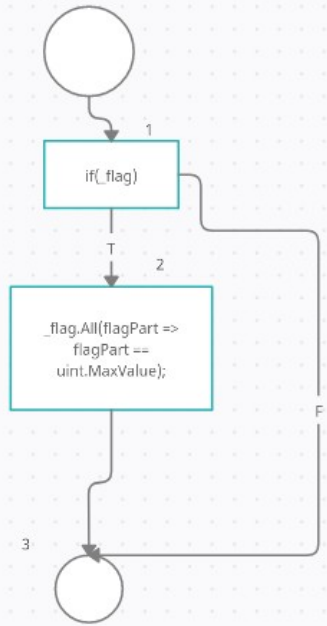 1
if(_flag)
T
2
_flag.All(flagPart =>
flagPart ==
uint.MaxValue);
F
3